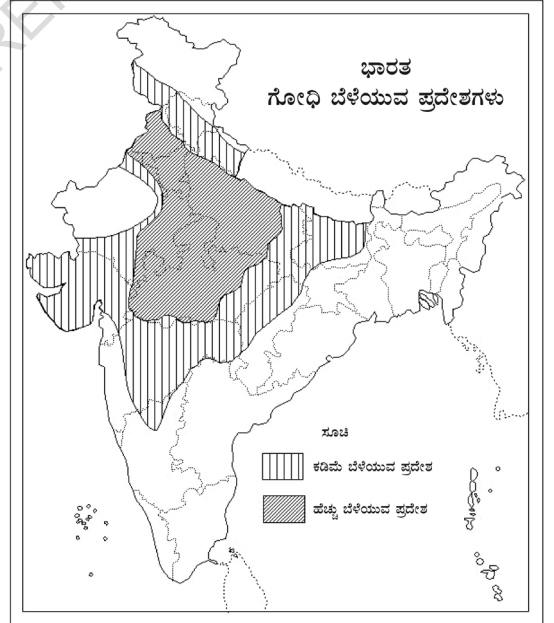 ಭಾರತ
ಗೋಧಿ ಬೆಳೆಯುವ ಪ್ರದೇಶಗಳು
ಸೂಚಿ
ಕಡಿಮೆ ಬೆಳೆಯುವ ಪ್ರದೇಶ
ಹೆಚ್ಚು ಬೆಳೆಯುವ ಪ್ರದೇಶ